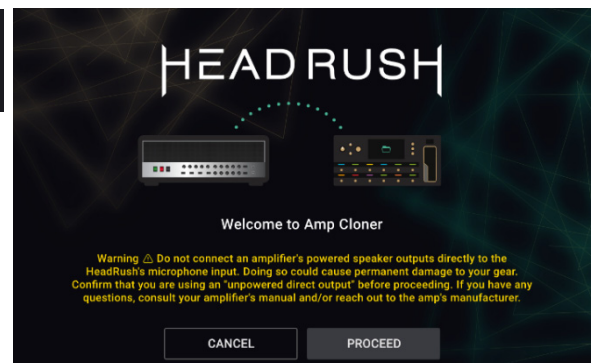 HEADRUSH
Welcome to Amp Cloner
Warning ⚠ Do not connect an amplifier's powered speaker outputs directly to the
HeadRush's microphone input. Doing so could cause permanent damage to your gear.
Confirm that you are using an "unpowered direct output" before proceeding. If you have any
questions, consult your amplifier's manual and/or reach out to the amp's manufacturer.
CANCEL PROCEED